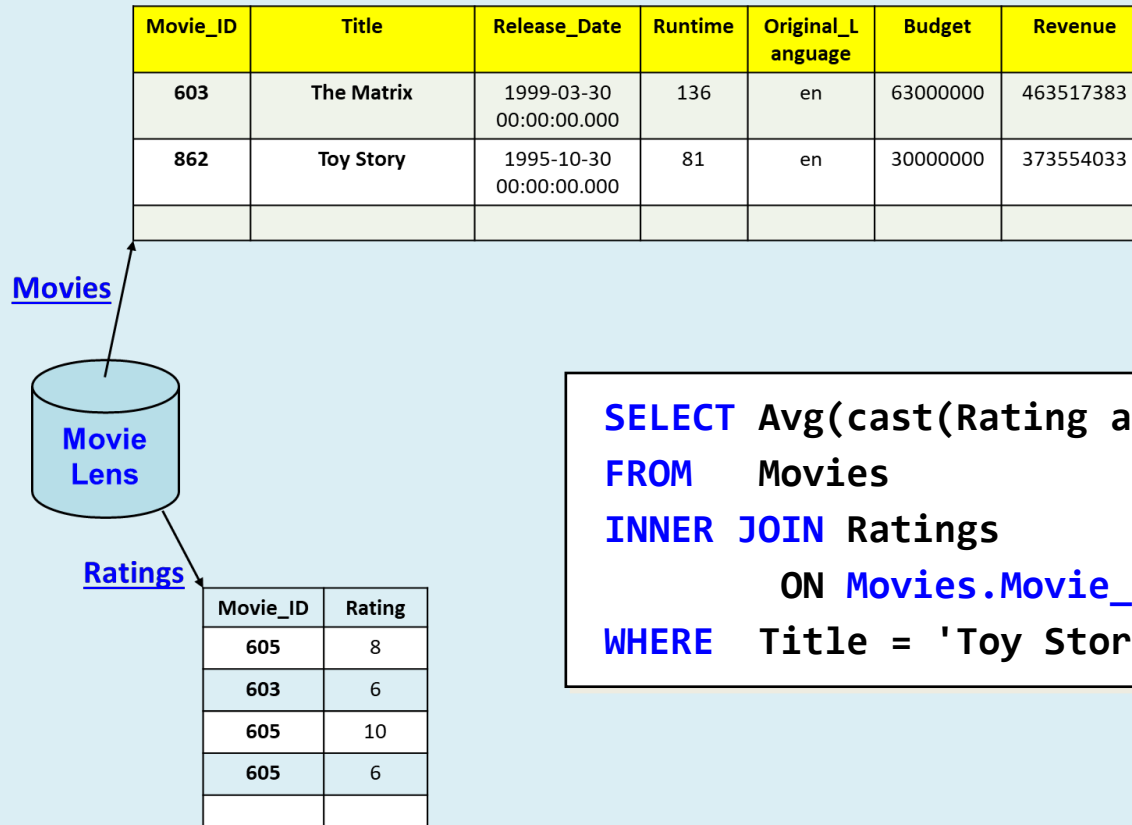 Movie_ID Title Release_Date Runtime Original_L Budget Revenue
anguage
603 The Matrix 1999-03-30 136 en 63000000 463517383
00:00:00.000
862 Toy Story 1995-10-30 81 en 30000000 373554033
00:00:00.000
Movies
Movie
Lens
SELECT Avg(cast(Rating a
FROM Movies
INNER JOIN Ratings
ON Movies.Movie_
WHERE Title = 'Toy Stor
Ratings
Movie_ID Rating
605 8
603 6
605 10
605 6